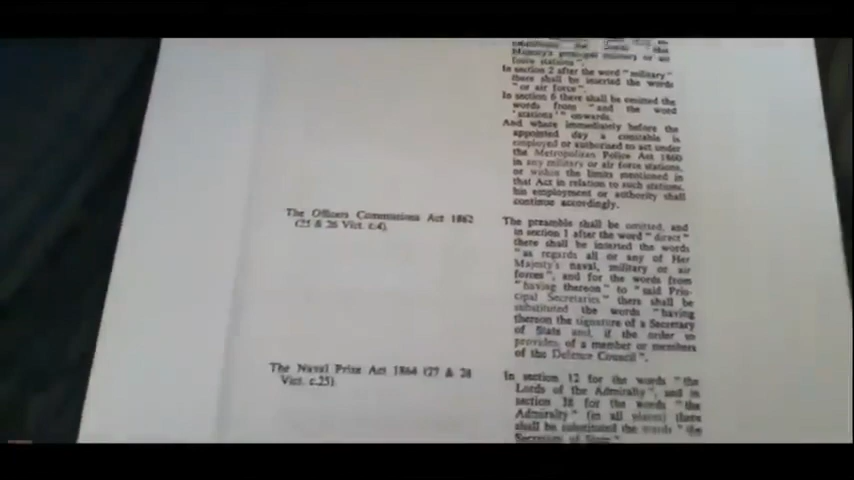 Majesty's principal ministry or air
force stations".
In section 2 after the word "military"
there shall be inserted the words
"or air force".
In section 6 there shall be omitted the
words from "and the word
'stations'" onwards.
And where immediately before the
appointed day a constable is
employed or authorised to act under
the Metropolitan Police Act 1860
in any military or air force stations,
or within the limits mentioned in
that Act in relation to such stations,
his employment or authority shall
continue accordingly.
The Officers Commissions Act 1862
(25 & 26 Vict. c.4).
The preamble shall be omitted, and
in section 1 after the word "direct"
there shall be inserted the words
"as regards all or any of Her
Majesty's naval, military or air
forces", and for the words from
"having thereon" to "said Prin-
cipal Secretaries" there shall be
substituted the words "having
thereon the signature of a Secretary
of State and, if the order so
provides, of a member or members
of the Defence Council".
The Naval Prize Act 1864 (27 & 28
Vict. c.25).
In section 12 for the words "the
Lords of the Admiralty", and in
section 38 for the words "the
Admiralty" (in all places) there
shall be substituted the words "the
Secretary of State"